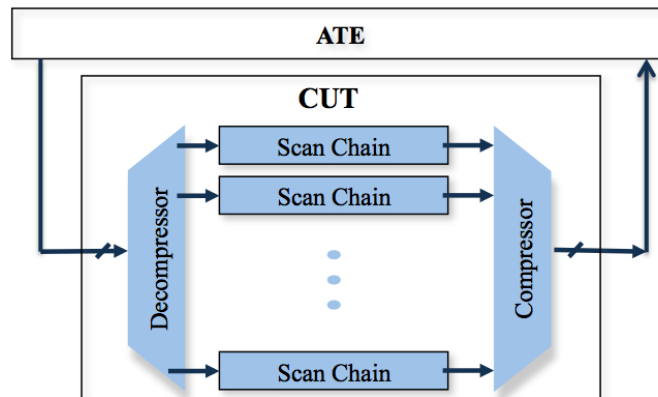 ATE
CUT
Decompressor
Scan Chain
Scan Chain
Scan Chain
Compressor